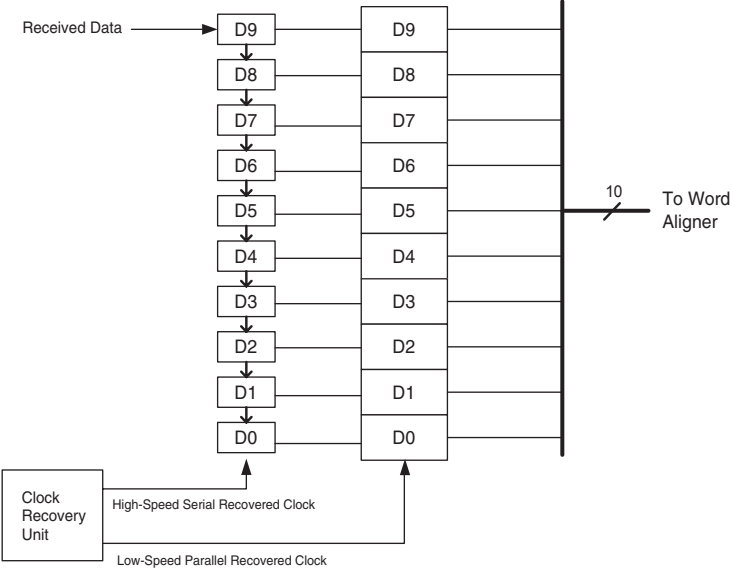 Received Data
D9
D9
D8
D8
D7
D7
D6
D6
10
To Word
Aligner
D5
D5
D4
D4
D3
D3
D2
D2
D1
D1
D0
D0
Clock
Recovery
Unit
High-Speed Serial Recovered Clock
Low-Speed Parallel Recovered Clock